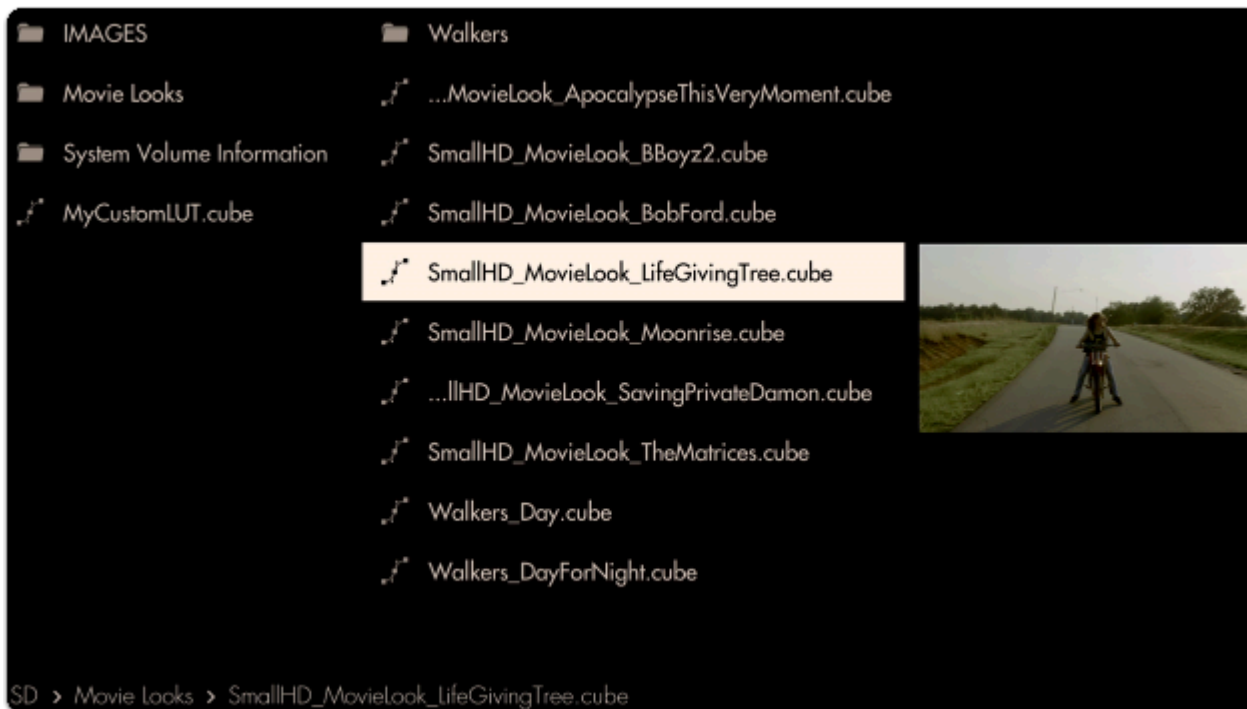 IMAGES
Movie Looks
System Volume Information
MyCustomLUT.cube
Walkers
...MovieLook_ApocalypseThisVeryMoment.cube
SmallHD_MovieLook_BBoyz2.cube
SmallHD_MovieLook_BobFord.cube
SmallHD_MovieLook_LifeGivingTree.cube
SmallHD_MovieLook_Moonrise.cube
...llHD_MovieLook_SavingPrivateDamon.cube
SmallHD_MovieLook_TheMatrices.cube
Walkers_Day.cube
Walkers_DayForNight.cube
SD > Movie Looks > SmallHD_MovieLook_LifeGivingTree.cube